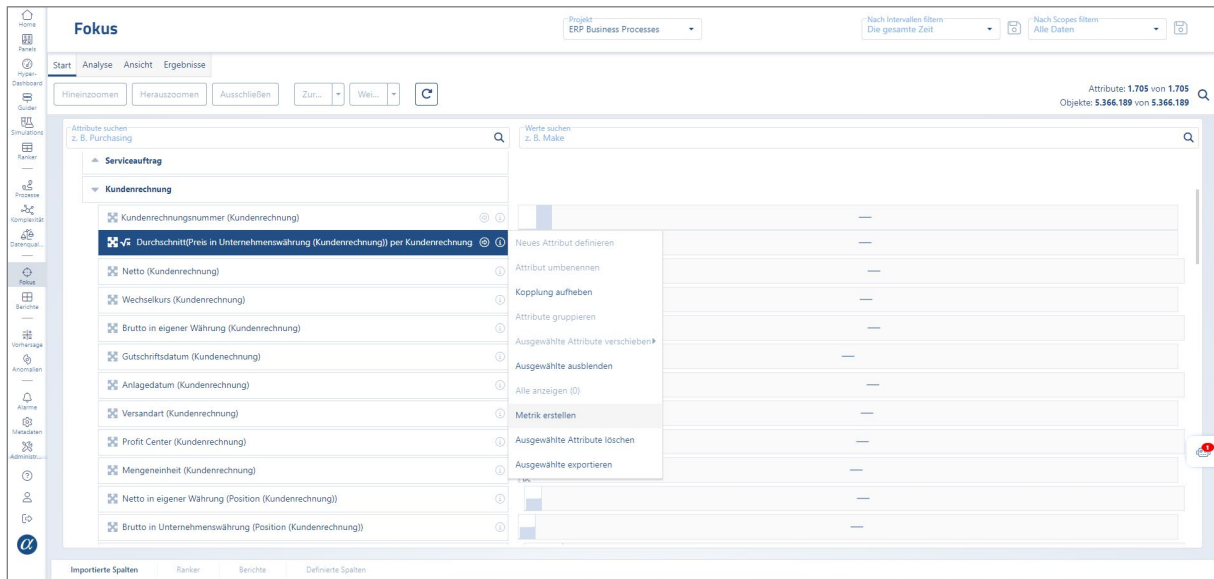 Home
Panels
Hyper-
Dashboard
Guider
Simulations
Ranker
Prozesse
Komplexität
Datenqual...
Fokus
Berichte
Vorhersage
Anomalien
Alarme
Metadaten
Administr...
α
Fokus
Projekt
ERP Business Processes
Nach Intervallen filtern
Die gesamte Zeit
Nach Scopes filtern
Alle Daten
Start Analyse Ansicht Ergebnisse
Hineinzoomen Herauszoomen Ausschließen Zur... Wei... C
Attribute: 1.705 von 1.705
Objekte: 5.366.189 von 5.366.189
Attribute suchen
z. B. Purchasing
Werte suchen
z. B. Make
Serviceauftrag
Kundenrechnung
Kundenrechnungsnummer (Kundenrechnung)
Durchschnitt(Preis in Unternehmenswährung (Kundenrechnung)) per Kundenrechnung
Netto (Kundenrechnung)
Wechselkurs (Kundenrechnung)
Brutto in eigener Währung (Kundenrechnung)
Gutschriftsdatum (Kundenechnung)
Anlagedatum (Kundenrechnung)
Versandart (Kundenrechnung)
Profit Center (Kundenrechnung)
Mengeneinheit (Kundenrechnung)
Netto in eigener Währung (Position (Kundenrechnung))
Brutto in Unternehmenswährung (Position (Kundenrechnung))
Neues Attribut definieren
Attribut umbenennen
Kopplung aufheben
Attribute gruppieren
Ausgewählte Attribute verschieben
Ausgewählte ausblenden
Alle anzeigen (0)
Metrik erstellen
Ausgewählte Attribute löschen
Ausgewählte exportieren
1
Importierte Spalten Ranker Berichte Definierte Spalten